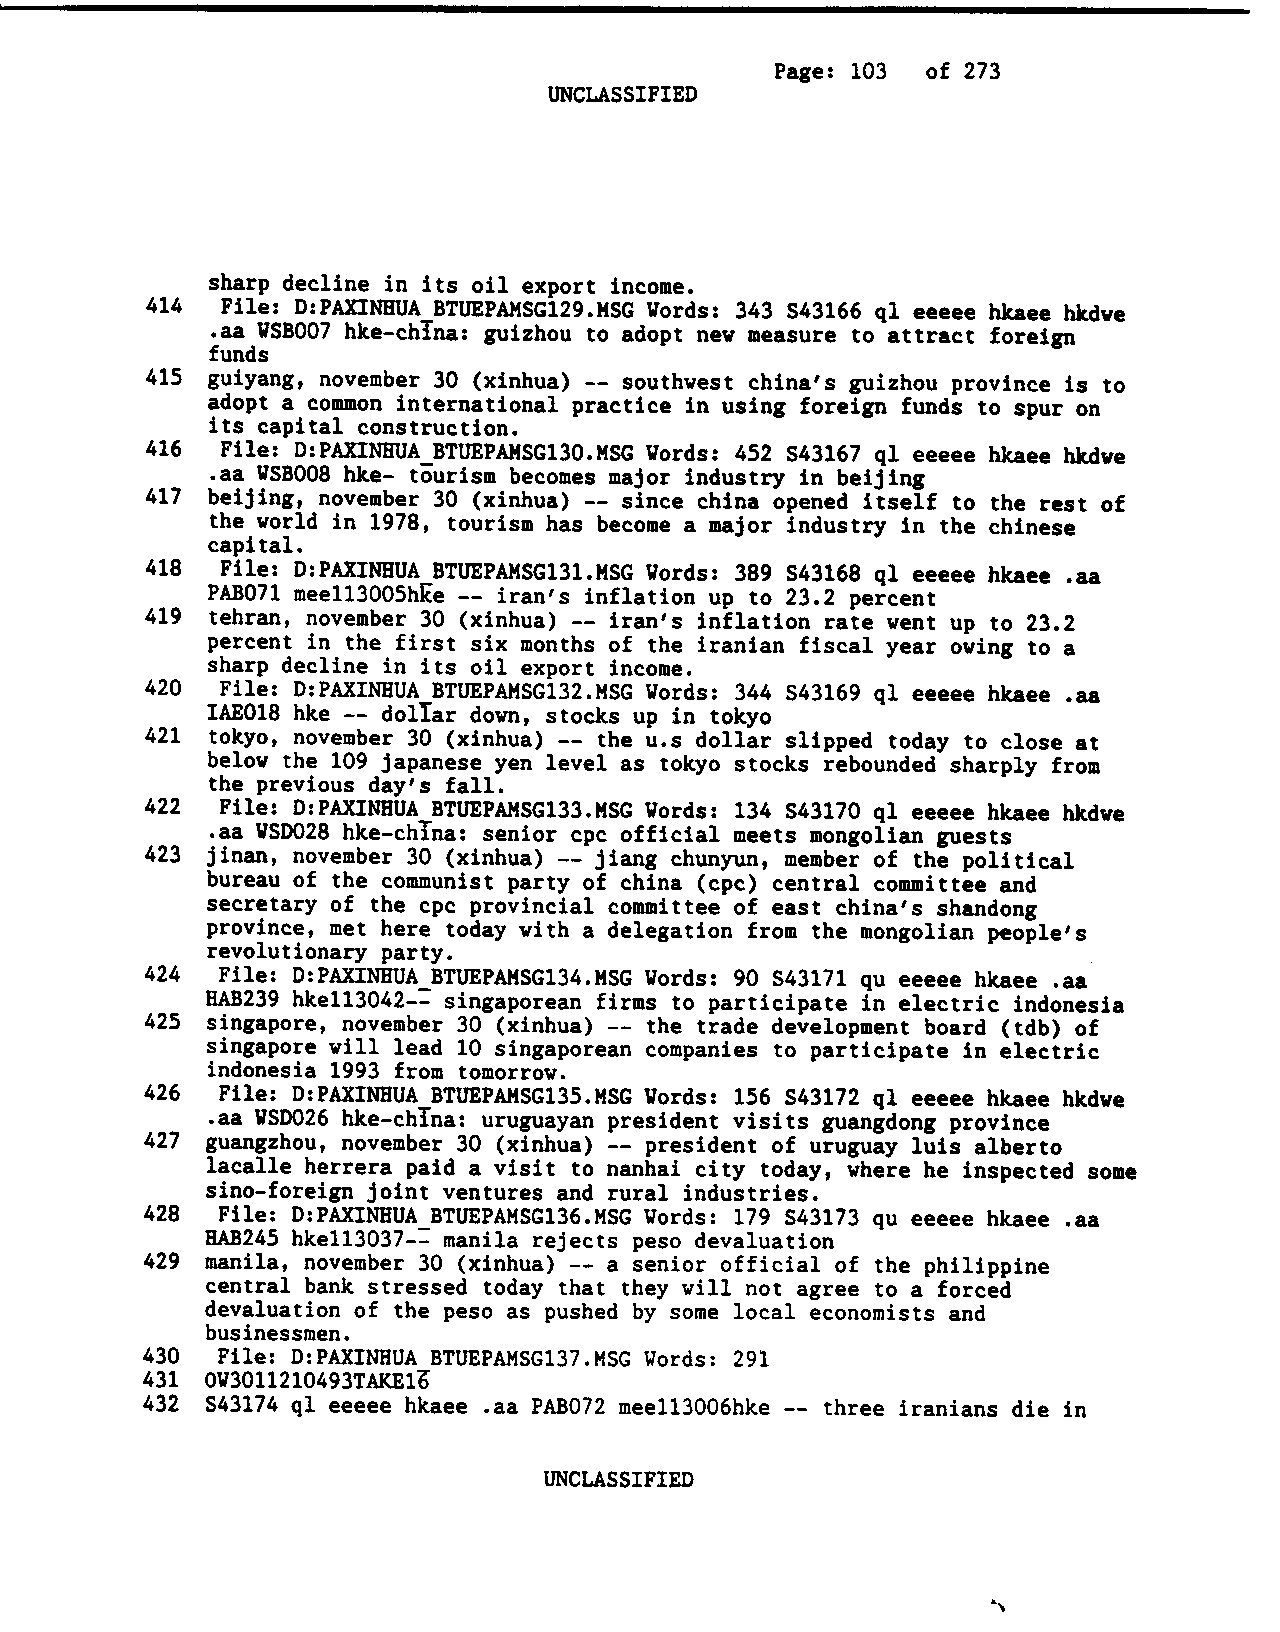 Page: 103 of 273
UNCLASSIFIED
sharp decline in its oil export income.
414 File: D:PAXINHUA_BTUEPAMSG129.MSG Words: 343 S43166 ql eeeee hkaee hkdwe
.aa WSB007 hke-china: guizhou to adopt new measure to attract foreign
funds
415 guiyang, november 30 (xinhua) -- southwest china's guizhou province is to
adopt a common international practice in using foreign funds to spur on
its capital construction.
416 File: D:PAXINHUA_BTUEPAMSG130.MSG Words: 452 S43167 ql eeeee hkaee hkdwe
.aa WSB008 hke- tourism becomes major industry in beijing
417 beijing, november 30 (xinhua) -- since china opened itself to the rest of
the world in 1978, tourism has become a major industry in the chinese
capital.
418 File: D:PAXINHUA_BTUEPAMSG131.MSG Words: 389 S43168 ql eeeee hkaee .aa
PAB071 mee113005hke -- iran's inflation up to 23.2 percent
419 tehran, november 30 (xinhua) -- iran's inflation rate went up to 23.2
percent in the first six months of the iranian fiscal year owing to a
sharp decline in its oil export income.
420 File: D:PAXINHUA_BTUEPAMSG132.MSG Words: 344 S43169 ql eeeee hkaee .aa
IAE018 hke -- dollar down, stocks up in tokyo
421 tokyo, november 30 (xinhua) -- the u.s dollar slipped today to close at
below the 109 japanese yen level as tokyo stocks rebounded sharply from
the previous day's fall.
422 File: D:PAXINHUA_BTUEPAMSG133.MSG Words: 134 S43170 ql eeeee hkaee hkdwe
.aa WSD028 hke-china: senior cpc official meets mongolian guests
423 jinan, november 30 (xinhua) -- jiang chunyun, member of the political
bureau of the communist party of china (cpc) central committee and
secretary of the cpc provincial committee of east china's shandong
province, met here today with a delegation from the mongolian people's
revolutionary party.
424 File: D:PAXINHUA_BTUEPAMSG134.MSG Words: 90 S43171 qu eeeee hkaee .aa
HAB239 hke113042-- singaporean firms to participate in electric indonesia
425 singapore, november 30 (xinhua) -- the trade development board (tdb) of
singapore will lead 10 singaporean companies to participate in electric
indonesia 1993 from tomorrow.
426 File: D:PAXINHUA_BTUEPAMSG135.MSG Words: 156 S43172 ql eeeee hkaee hkdwe
.aa WSD026 hke-china: uruguayan president visits guangdong province
427 guangzhou, november 30 (xinhua) -- president of uruguay luis alberto
lacalle herrera paid a visit to nanhai city today, where he inspected some
sino-foreign joint ventures and rural industries.
428 File: D:PAXINHUA_BTUEPAMSG136.MSG Words: 179 S43173 qu eeeee hkaee .aa
HAB245 hke113037-- manila rejects peso devaluation
429 manila, november 30 (xinhua) -- a senior official of the philippine
central bank stressed today that they will not agree to a forced
devaluation of the peso as pushed by some local economists and
businessmen.
430 File: D:PAXINHUA_BTUEPAMSG137.MSG Words: 291
431 OW3011210493TAKE16
432 S43174 ql eeeee hkaee .aa PAB072 mee113006hke -- three iranians die in
UNCLASSIFIED